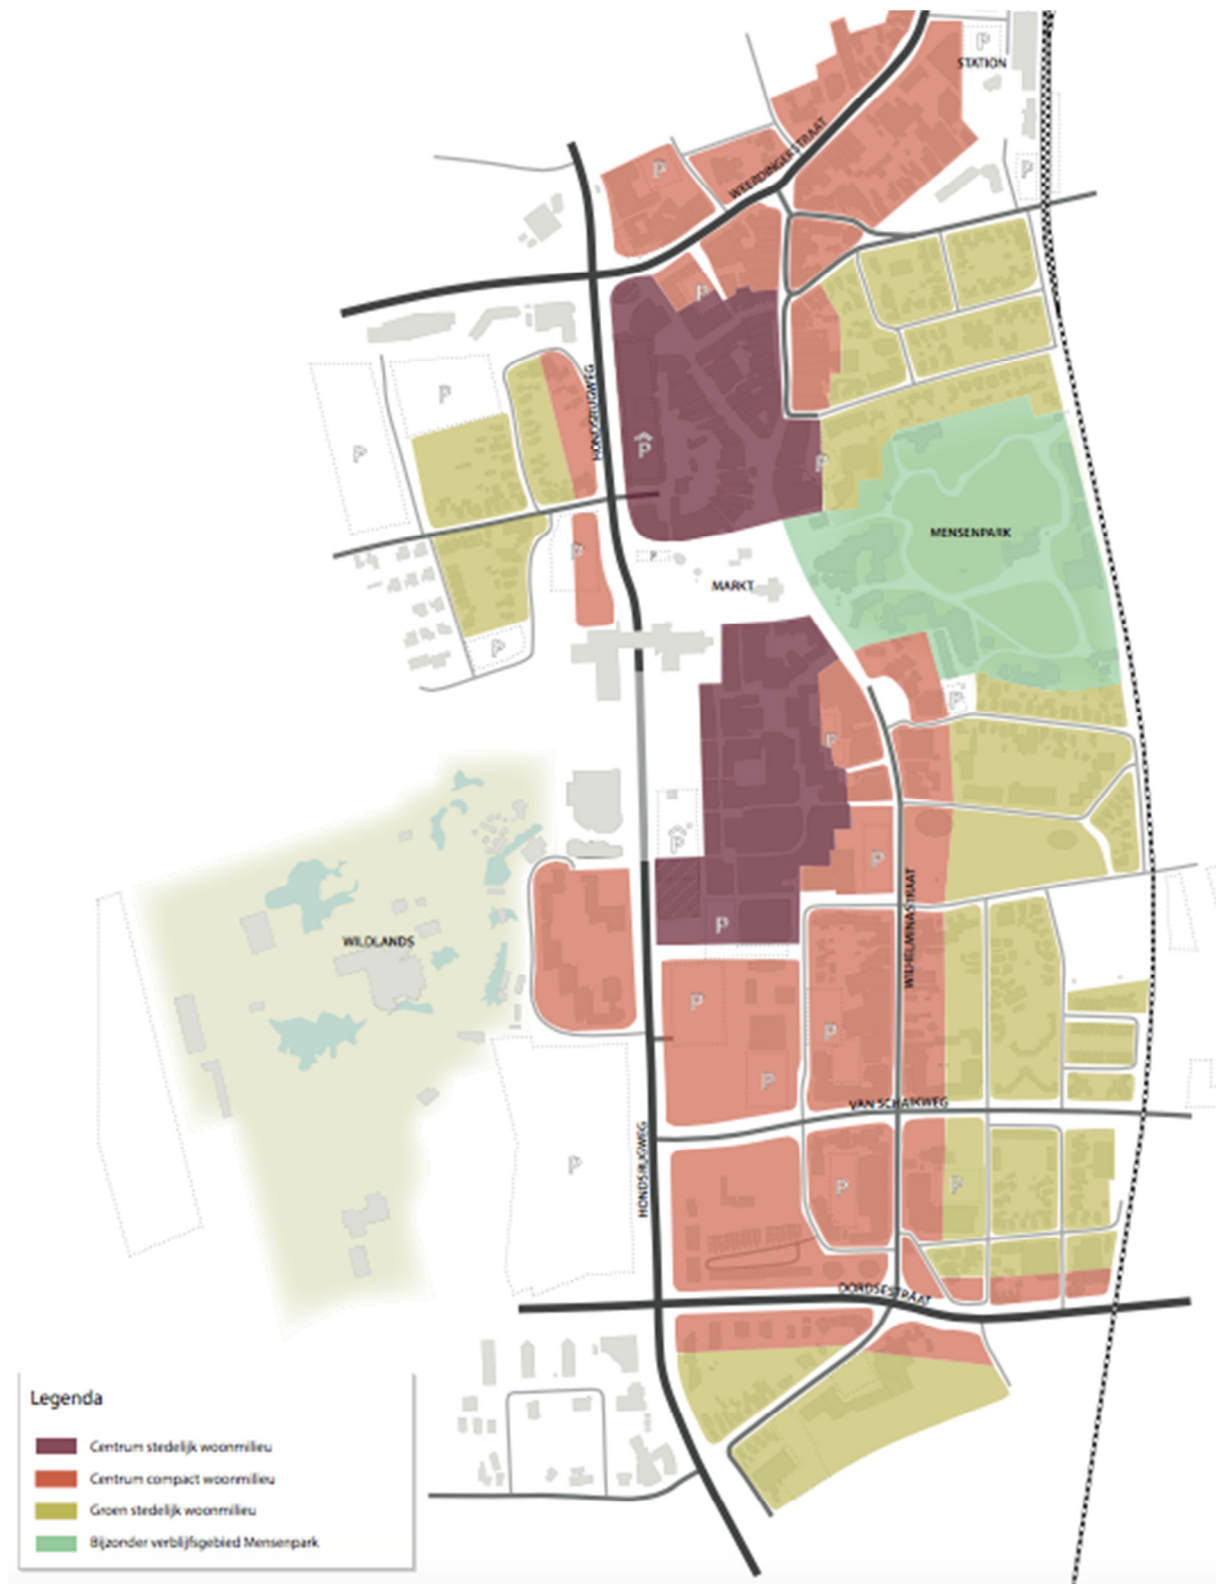 P
STATION
P
WEERDINGERSTRAAT
P
P
HONDSRUGWEG
P
P
P
P
MENSENPARK
P
P
MARKT
P
P
P
P
P
WILHELMINASTRAAT
P
WILDLANDS
P
P
P
VAN SCHAIKWEG
HONDSRUGWEG
P
P
P
DORDSESTRAAT
Legenda
Centrum stedelijk woonmilieu
Centrum compact woonmilieu
Groen stedelijk woonmilieu
Bijzonder verblijfsgebied Mensenpark